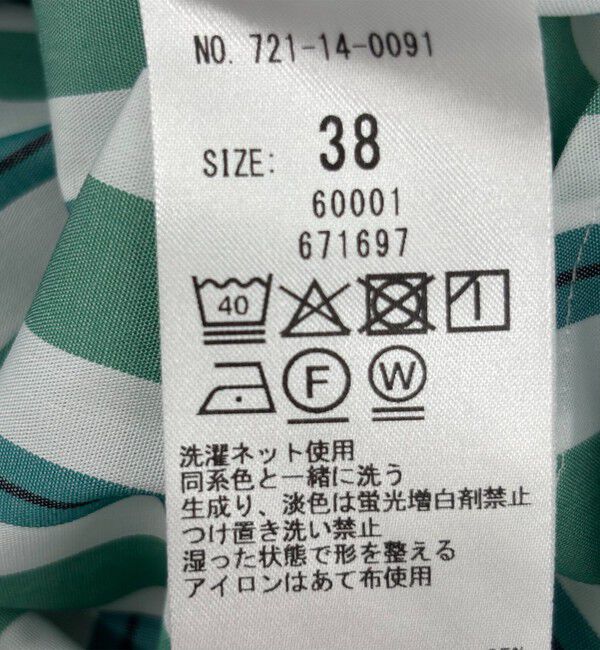 NO. 721-14-0091
SIZE: 38
60001
671697
40
F W
洗濯ネット使用
同系色と一緒に洗う
生成り、淡色は蛍光増白剤禁止
つけ置き洗い禁止
湿った状態で形を整える
アイロンはあて布使用